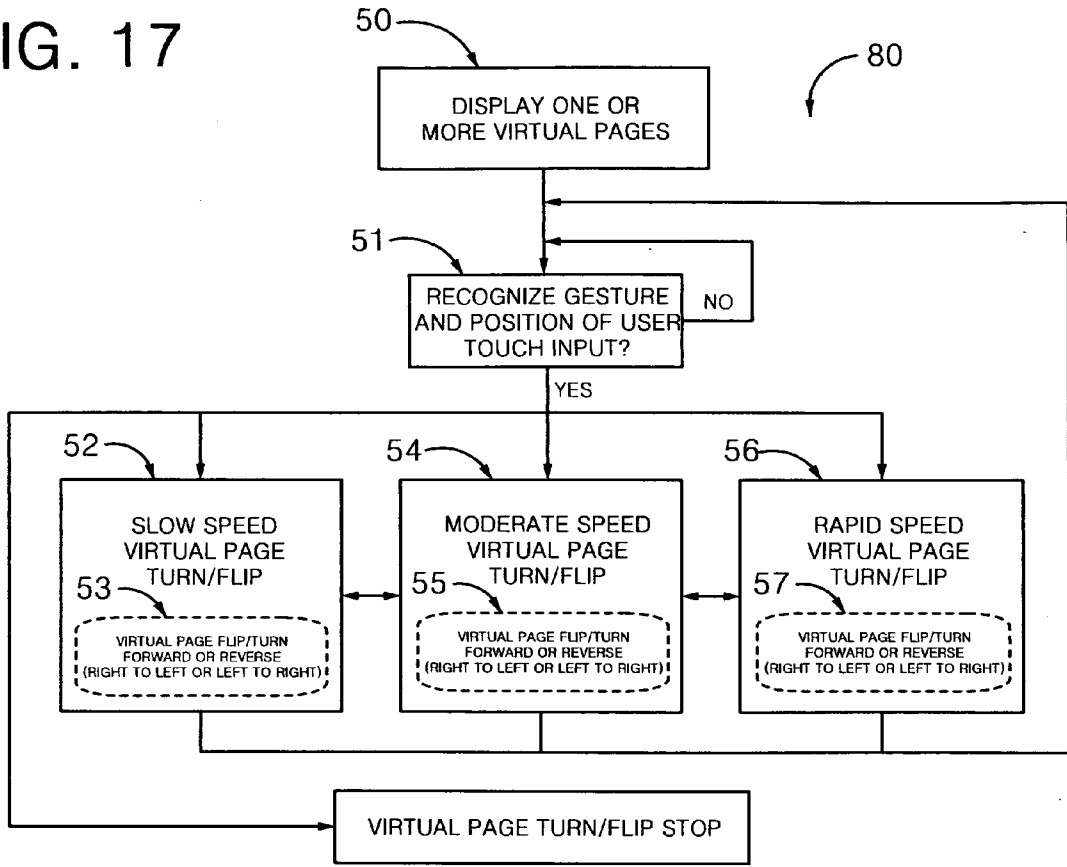 IG. 17
50
80
DISPLAY ONE OR
MORE VIRTUAL PAGES
51
RECOGNIZE GESTURE
AND POSITION OF USER
TOUCH INPUT?
NO
YES
52
SLOW SPEED
VIRTUAL PAGE
TURN/FLIP
53
VIRTUAL PAGE FLIP/TURN
FORWARD OR REVERSE
(RIGHT TO LEFT OR LEFT TO RIGHT)
54
MODERATE SPEED
VIRTUAL PAGE
TURN/FLIP
55
VIRTUAL PAGE FLIP/TURN
FORWARD OR REVERSE
(RIGHT TO LEFT OR LEFT TO RIGHT)
56
RAPID SPEED
VIRTUAL PAGE
TURN/FLIP
57
VIRTUAL PAGE FLIP/TURN
FORWARD OR REVERSE
(RIGHT TO LEFT OR LEFT TO RIGHT)
VIRTUAL PAGE TURN/FLIP STOP